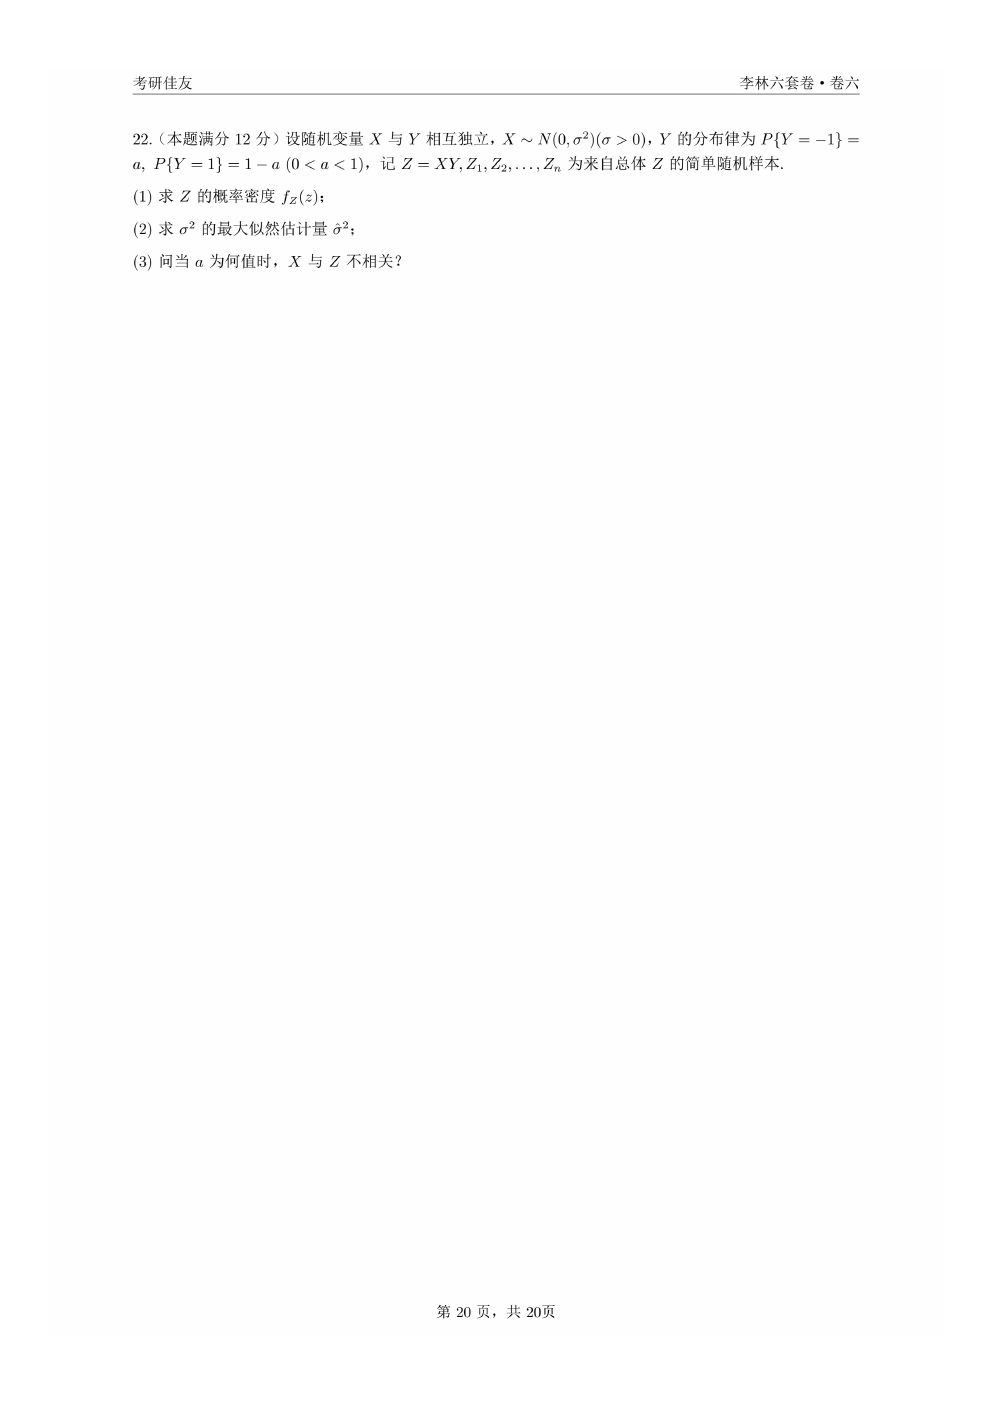 考研佳友 李林六套卷·卷六
22.（本题满分 12 分）设随机变量 X 与 Y 相互独立，X ∼ N(0, σ²)(σ > 0)，Y 的分布律为 P{Y = −1} =
a, P{Y = 1} = 1 − a (0 < a < 1)，记 Z = XY, Z₁, Z₂, . . . , Zₙ 为来自总体 Z 的简单随机样本.
(1) 求 Z 的概率密度 f_Z(z)；
(2) 求 σ² 的最大似然估计量 σ̂²；
(3) 问当 a 为何值时，X 与 Z 不相关？
第 20 页，共 20页